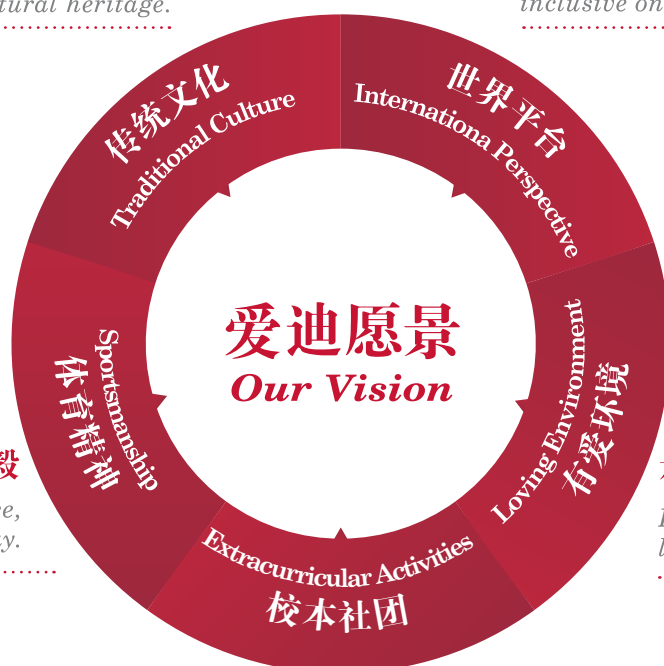 tural heritage.
inclusive on
传统文化
Traditional Culture
世界平台
Internationa Perspective
爱迪愿景
Our Vision
Sportsmanship
体育精神
Loving Environment
有爱环境
Extracurricular Activities
校本社团
毅
y.